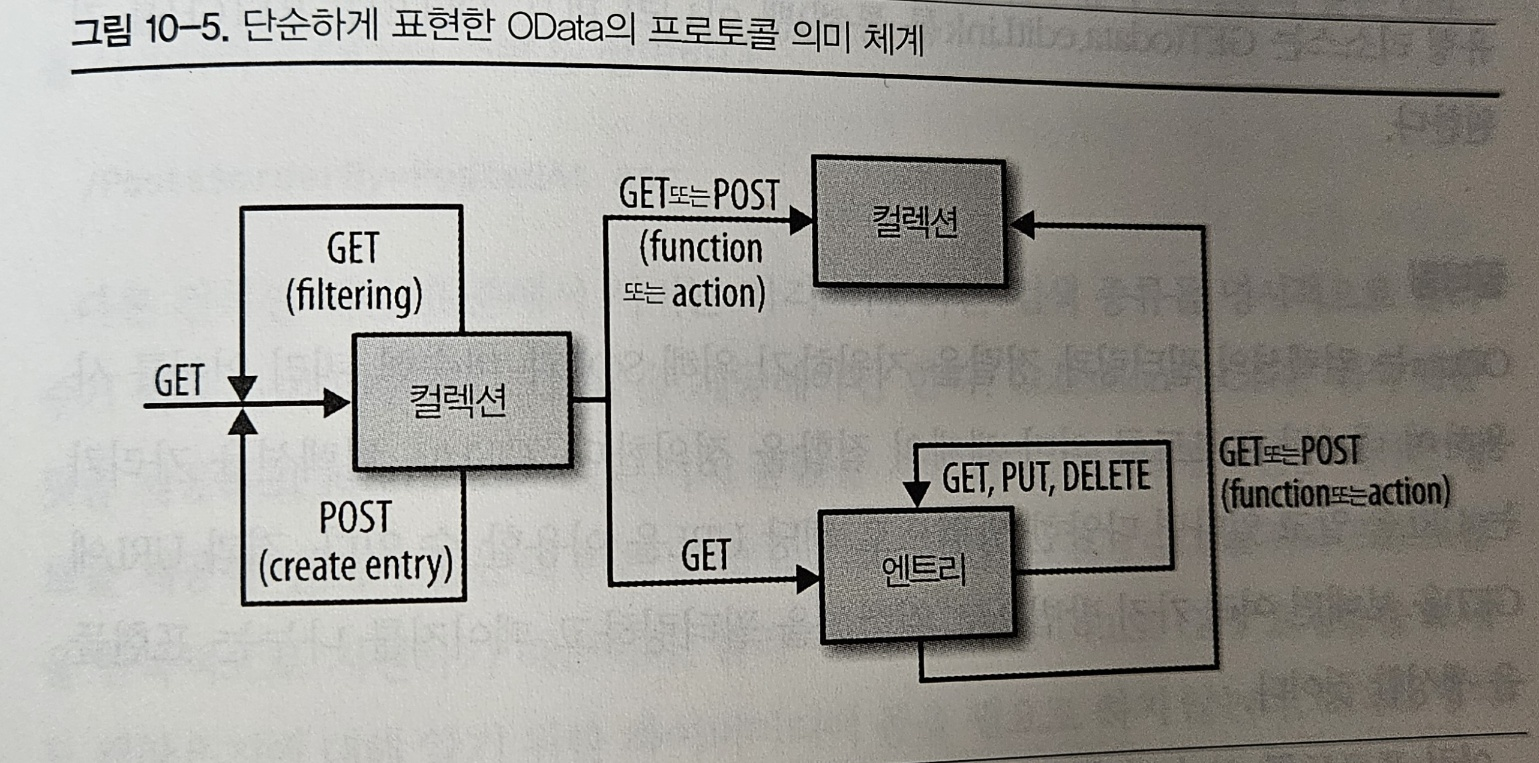 그림 10-5. 단순하게 표현한 OData의 프로토콜 의미 체계
GET
(filtering)
GET
컬렉션
POST
(create entry)
GET또는POST
(function
또는 action)
컬렉션
GET
엔트리
GET, PUT, DELETE
GET또는POST
(function또는action)